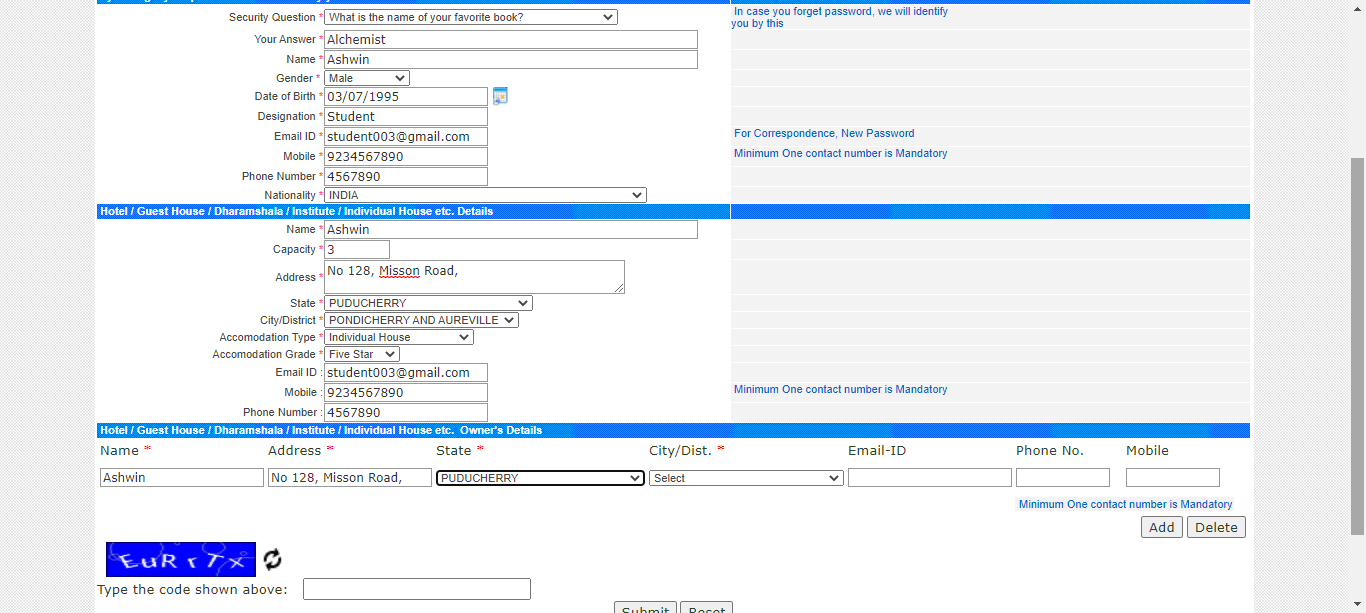 Security Question * What is the name of your favorite book? In case you forget password, we will identify
you by this
Your Answer * Alchemist
Name * Ashwin
Gender * Male
Date of Birth * 03/07/1995
Designation * Student
Email ID * student003@gmail.com For Correspondence, New Password
Mobile * 9234567890 Minimum One contact number is Mandatory
Phone Number * 4567890
Nationality * INDIA
Hotel / Guest House / Dharamshala / Institute / Individual House etc. Details
Name * Ashwin
Capacity * 3
Address * No 128, Misson Road,
State * PUDUCHERRY
City/District * PONDICHERRY AND AUREVILLE
Accomodation Type * Individual House
Accomodation Grade * Five Star
Email ID : student003@gmail.com
Mobile : 9234567890 Minimum One contact number is Mandatory
Phone Number : 4567890
Hotel / Guest House / Dharamshala / Institute / Individual House etc. Owner's Details
Name * Address * State * City/Dist. * Email-ID Phone No. Mobile
Ashwin No 128, Misson Road, PUDUCHERRY Select
Minimum One contact number is Mandatory
Add Delete
EuRrTx
Type the code shown above:
Submit Reset